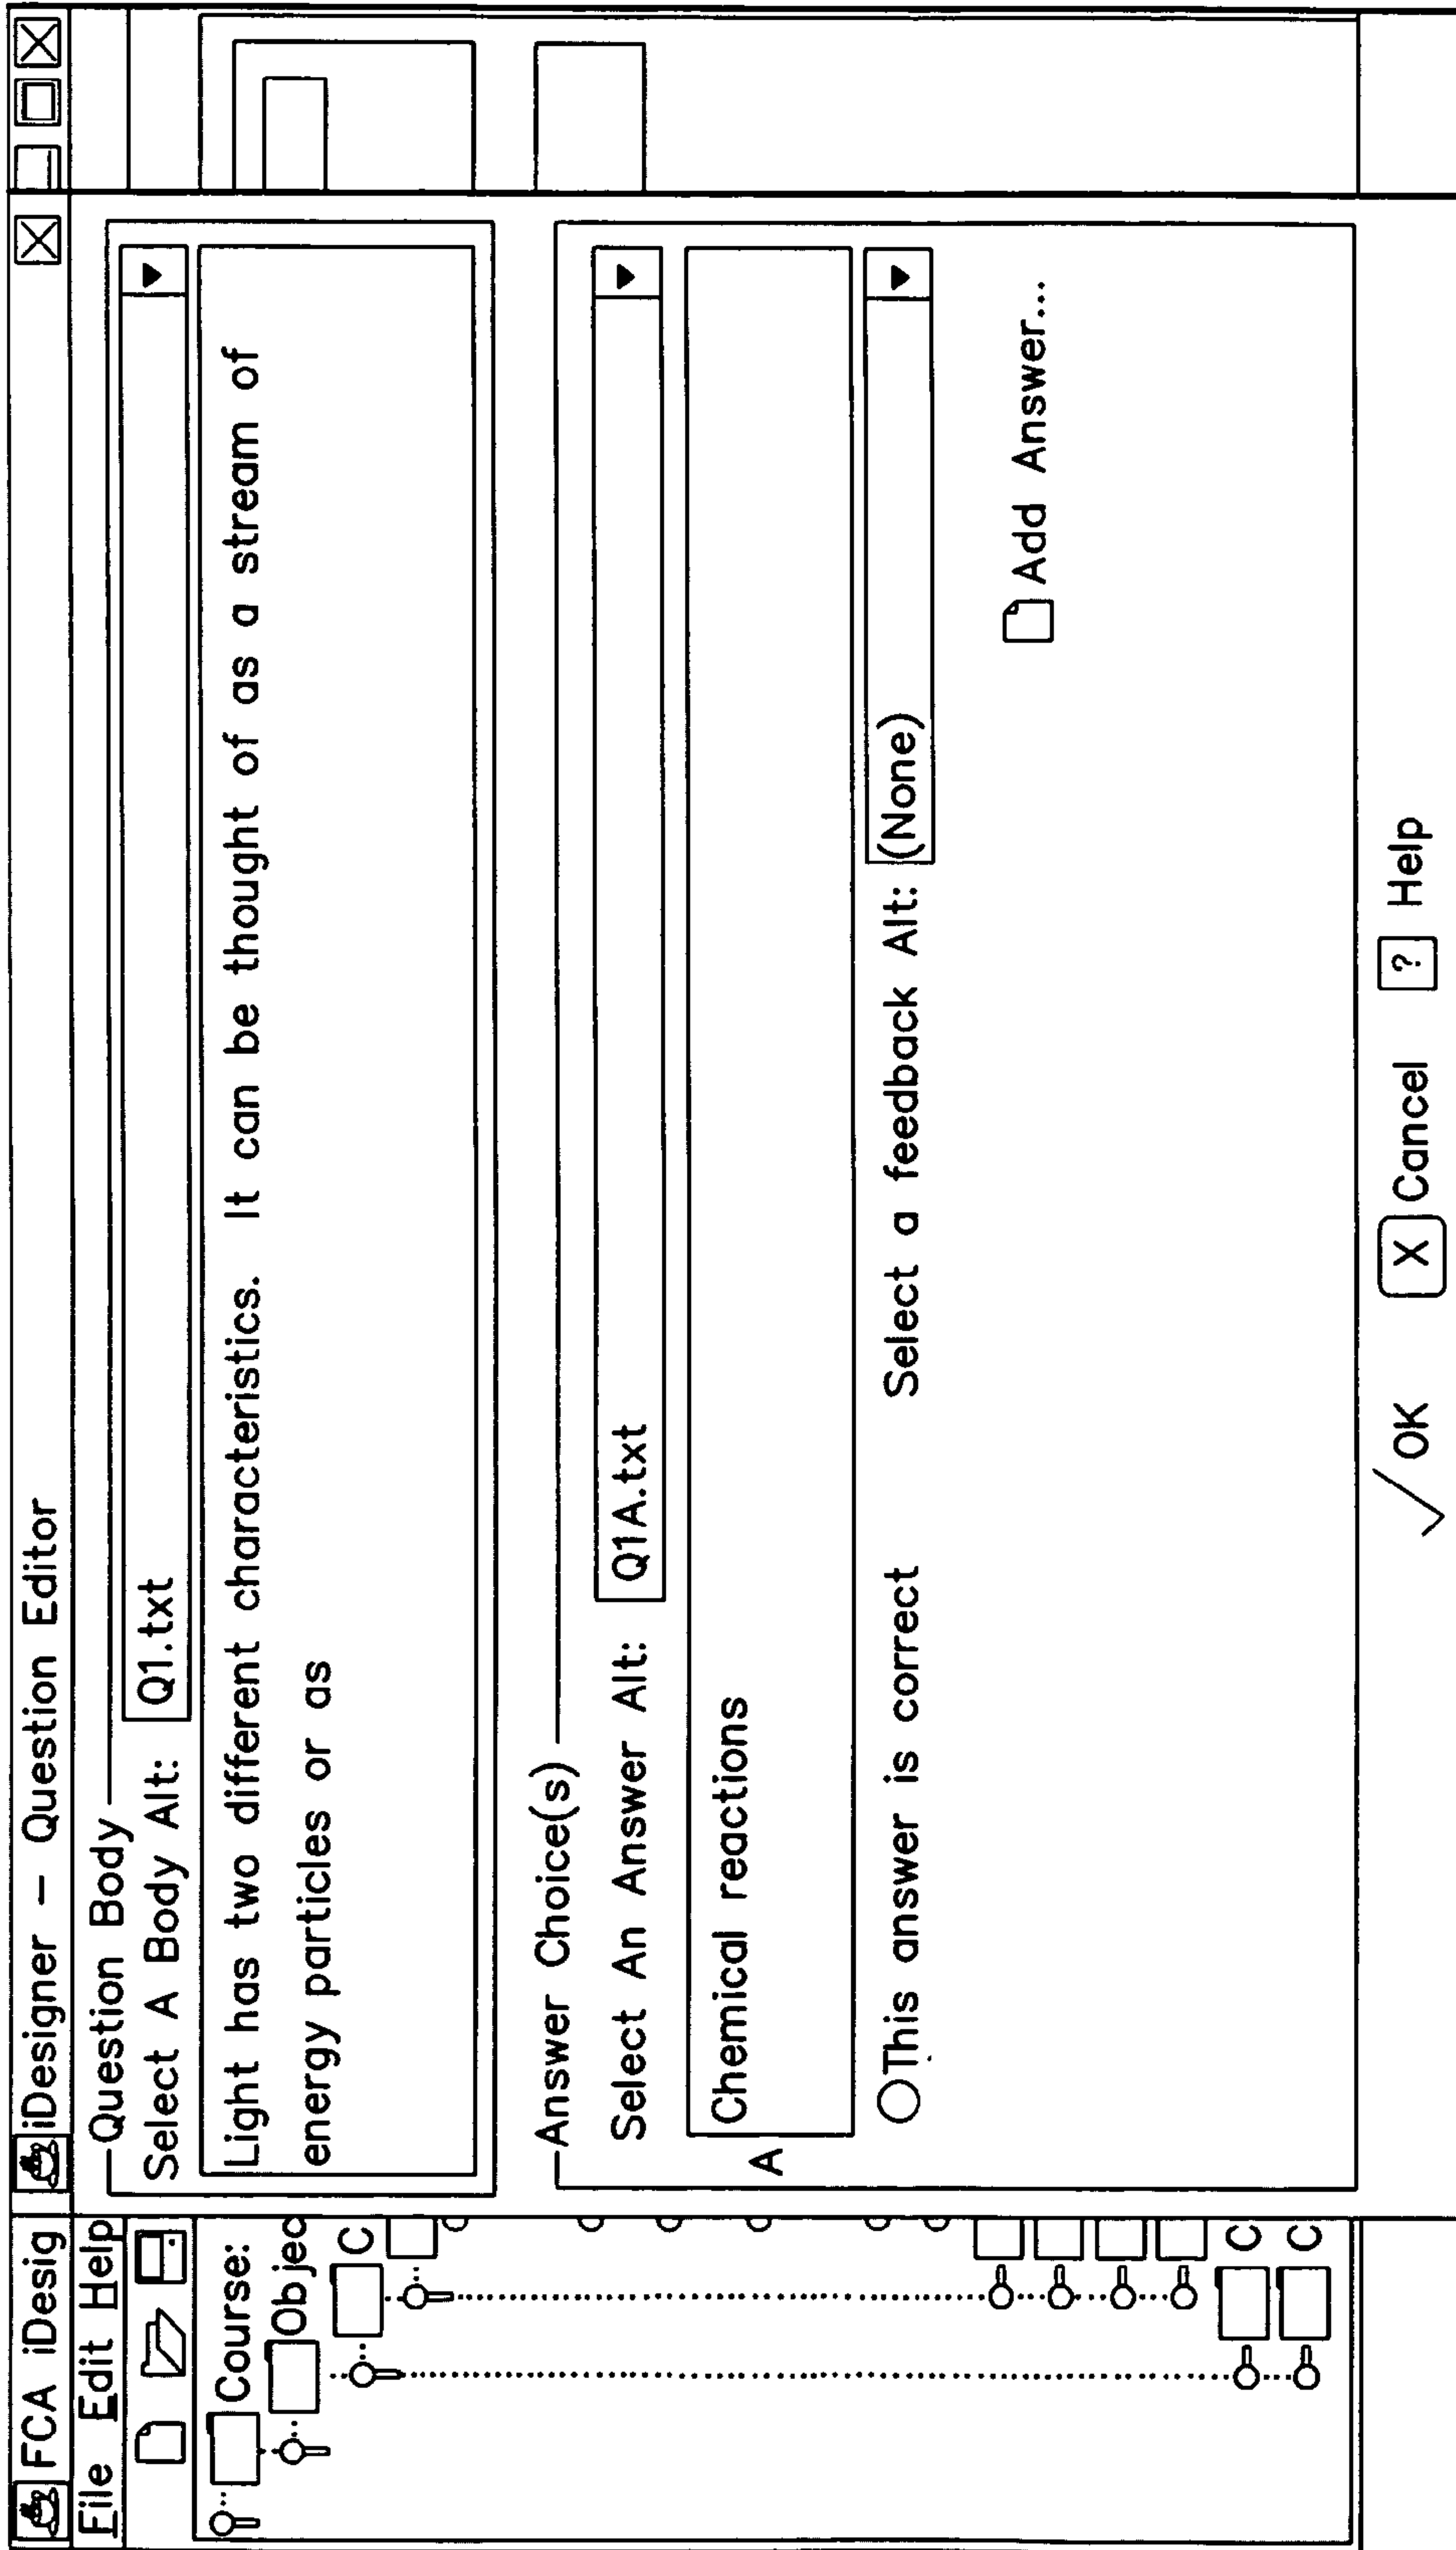 FCA iDesig
File Edit Help
Course:
Objec
C
C
C
iDesigner – Question Editor
Question Body
Select A Body Alt: Q1.txt
Light has two different characteristics. It can be thought of as a stream of
energy particles or as
Answer Choice(s)
Select An Answer Alt: Q1A.txt
A
Chemical reactions
This answer is correct Select a feedback Alt: (None)
Add Answer...
OK X Cancel ? Help